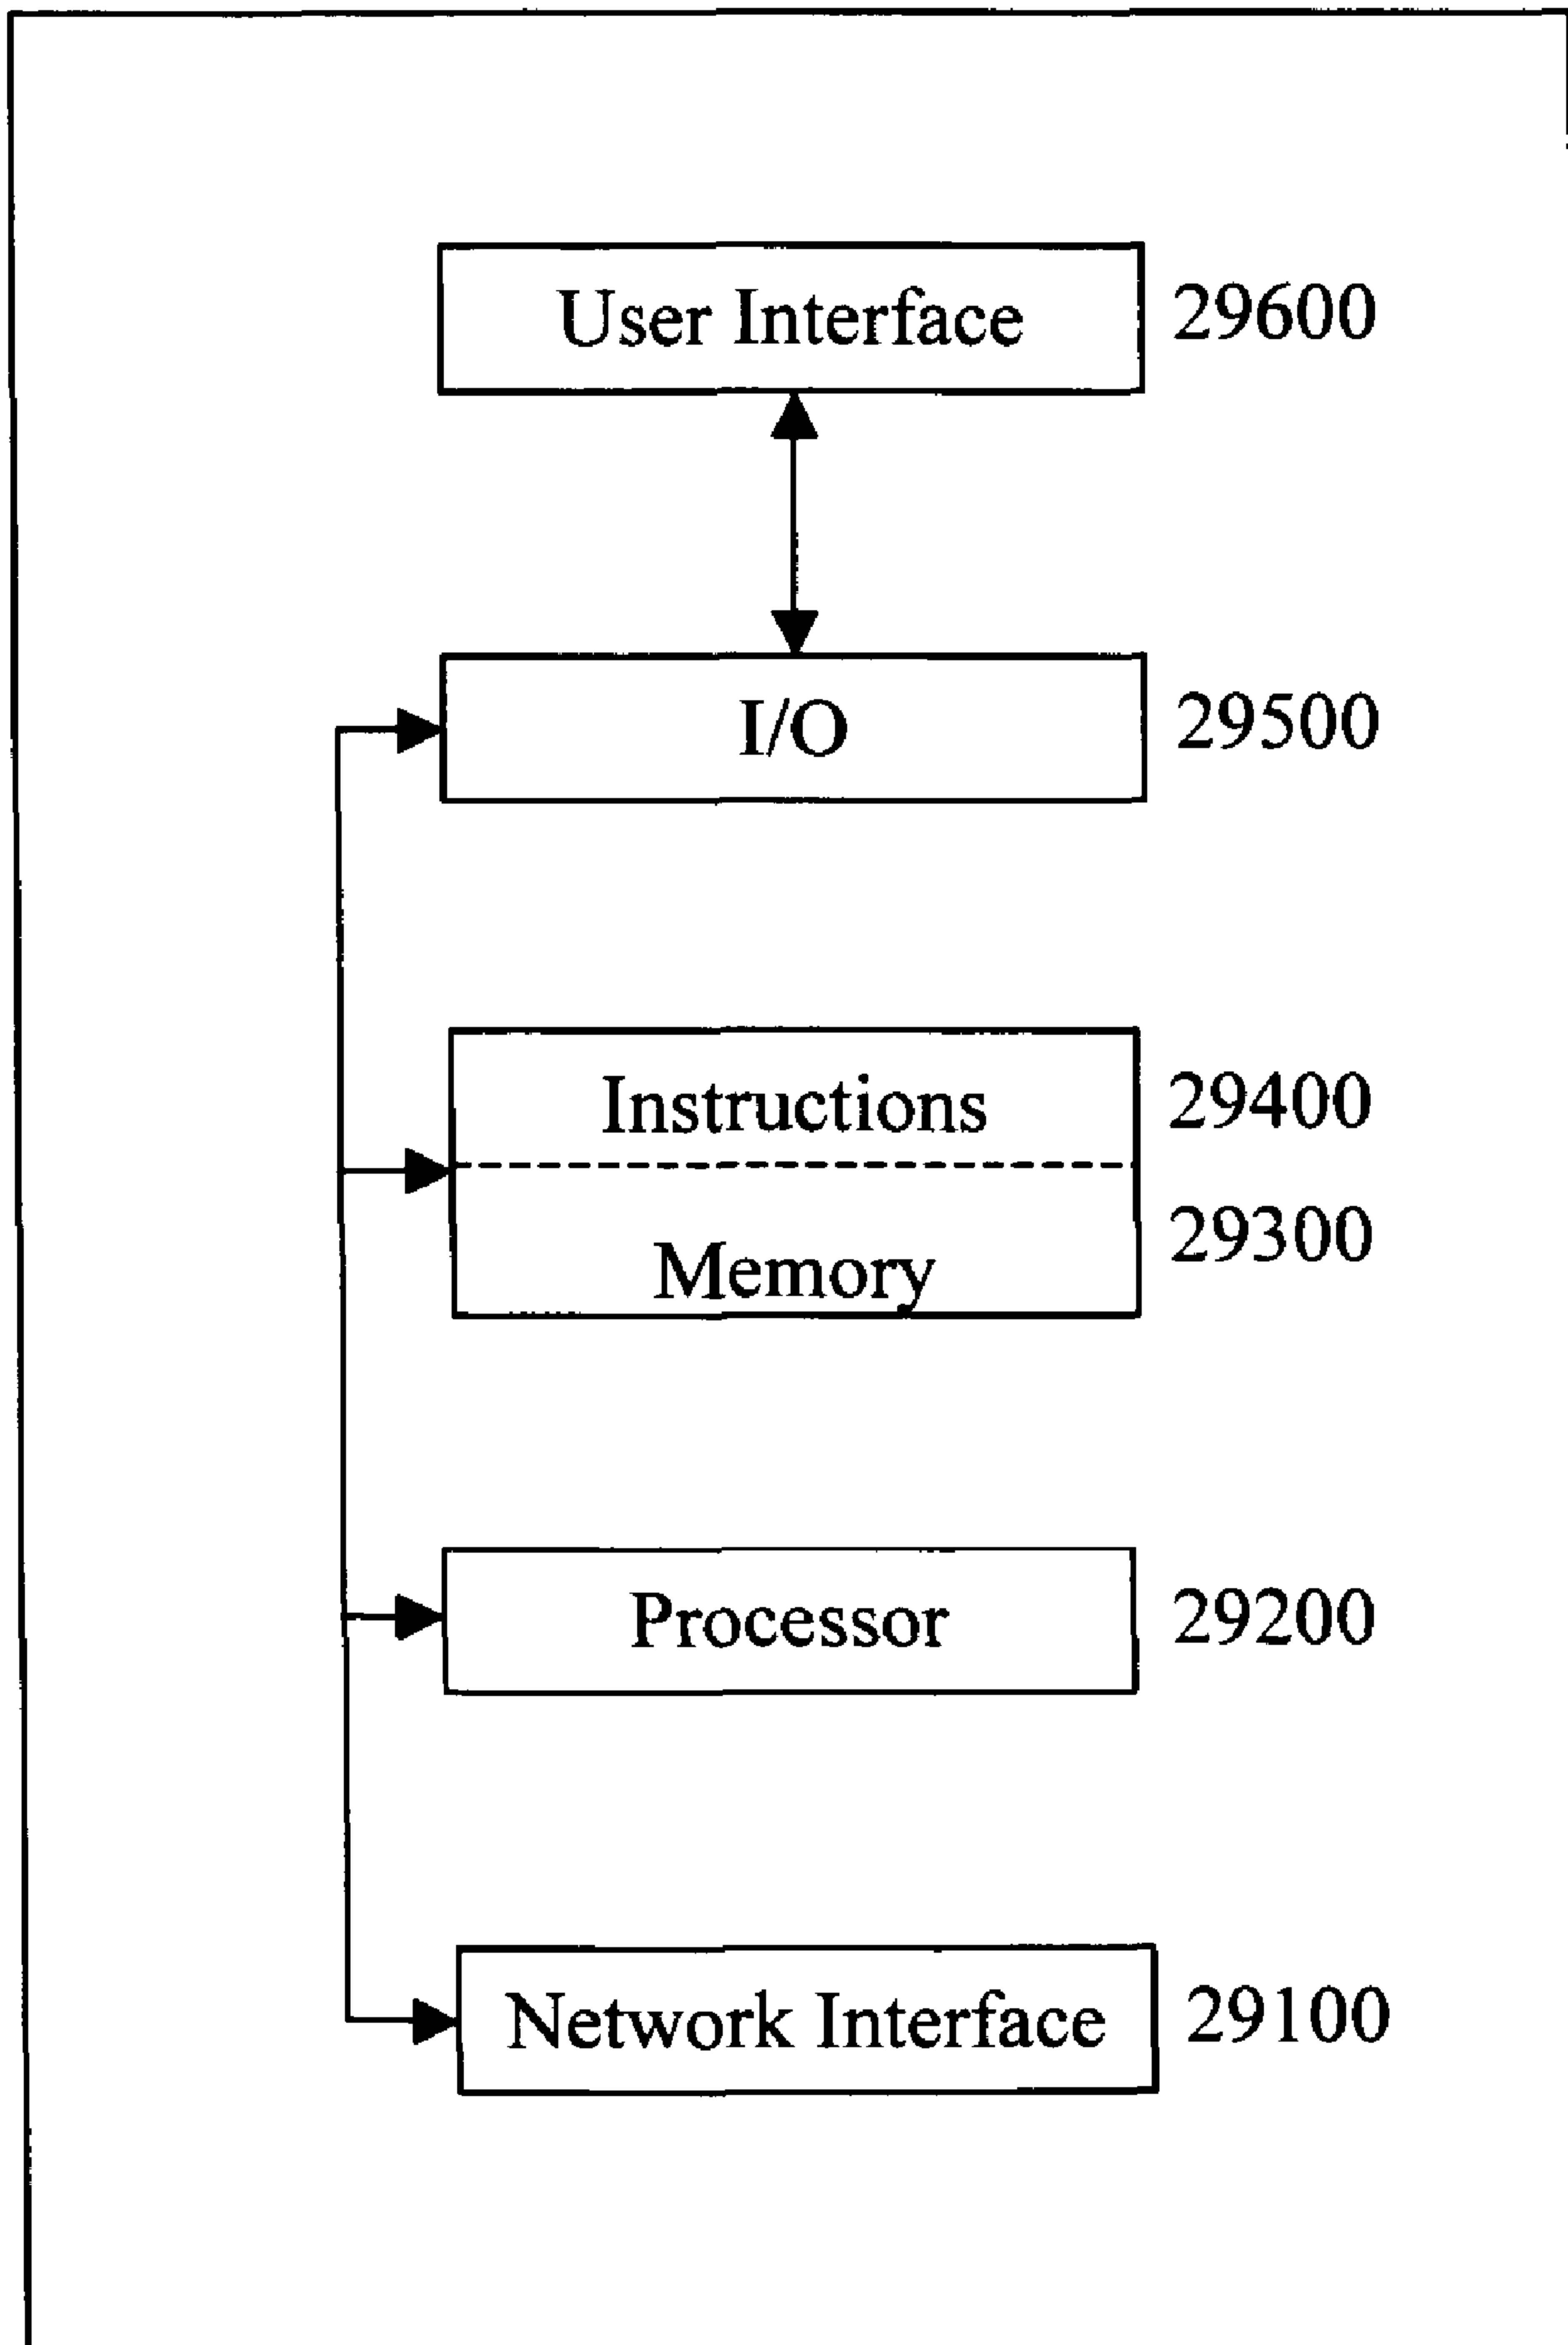 User Interface 29600
I/O 29500
Instructions 29400
Memory 29300
Processor 29200
Network Interface 29100